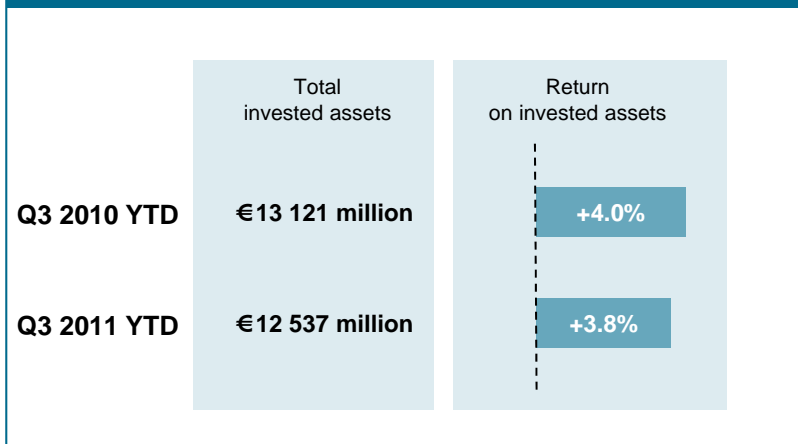 Total
invested assets
Return
on invested assets
Q3 2010 YTD
€13 121 million
+4.0%
Q3 2011 YTD
€12 537 million
+3.8%